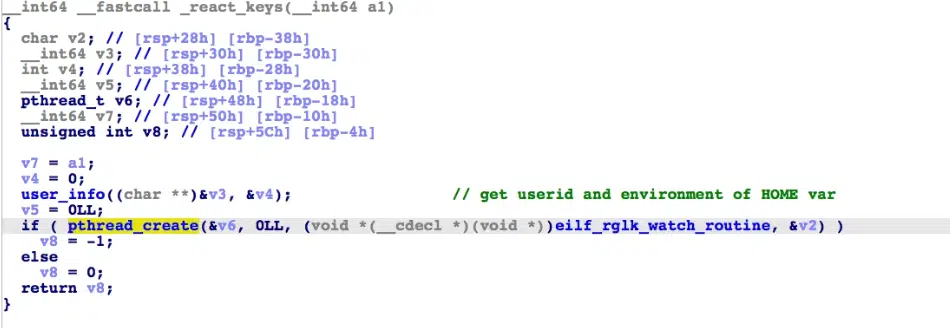 __int64 __fastcall _react_keys(__int64 a1)
{
char v2; // [rsp+28h] [rbp-38h]
__int64 v3; // [rsp+30h] [rbp-30h]
int v4; // [rsp+38h] [rbp-28h]
__int64 v5; // [rsp+40h] [rbp-20h]
pthread_t v6; // [rsp+48h] [rbp-18h]
__int64 v7; // [rsp+50h] [rbp-10h]
unsigned int v8; // [rsp+5Ch] [rbp-4h]
v7 = a1;
v4 = 0;
user_info((char **)&v3, &v4); // get userid and environment of HOME var
v5 = 0LL;
if ( pthread_create(&v6, 0LL, (void *(__cdecl *)(void *))eilf_rglk_watch_routine, &v2) )
v8 = -1;
else
v8 = 0;
return v8;
}